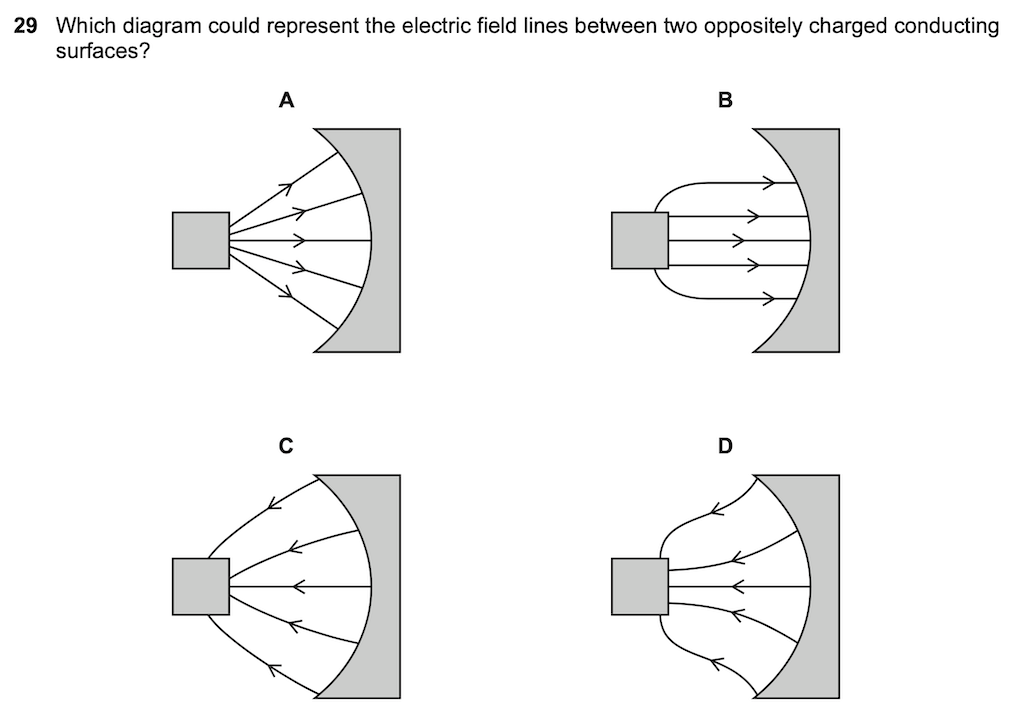 29 Which diagram could represent the electric field lines between two oppositely charged conducting
surfaces?
A
B
C
D